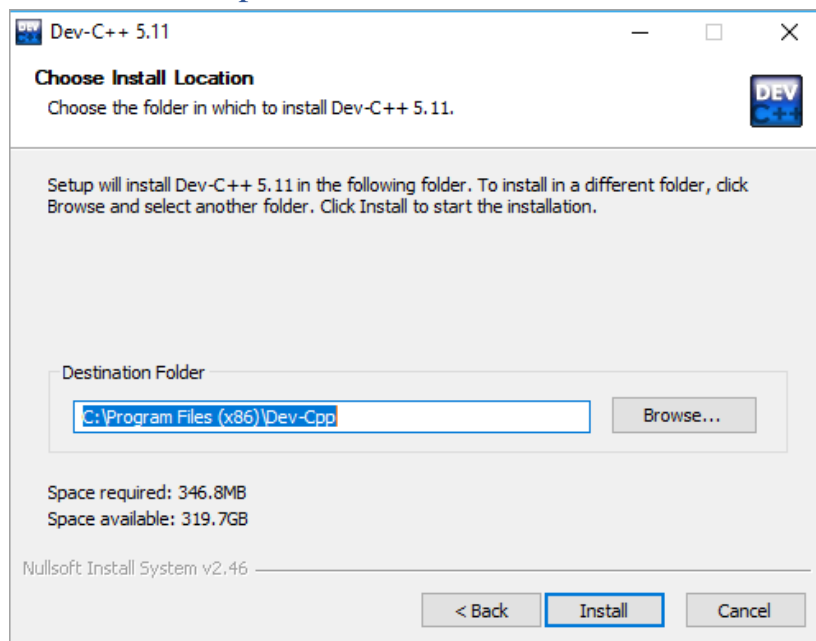 Dev-C++ 5.11
Choose Install Location
Choose the folder in which to install Dev-C++ 5.11.
DEV
C++
Setup will install Dev-C++ 5.11 in the following folder. To install in a different folder, click
Browse and select another folder. Click Install to start the installation.
Destination Folder
C:\Program Files (x86)\Dev-Cpp
Browse...
Space required: 346.8MB
Space available: 319.7GB
Nullsoft Install System v2.46
< Back Install Cancel